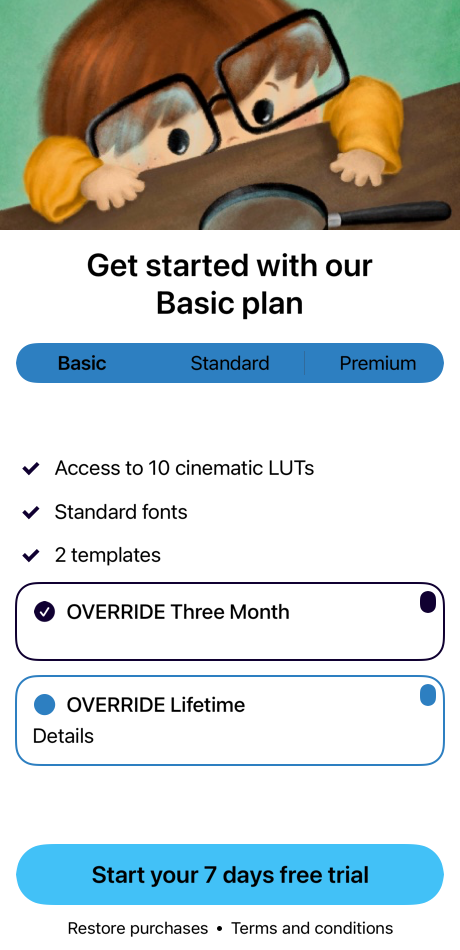 Get started with our
Basic plan
Basic Standard Premium
Access to 10 cinematic LUTs
Standard fonts
2 templates
OVERRIDE Three Month
OVERRIDE Lifetime
Details
Start your 7 days free trial
Restore purchases • Terms and conditions